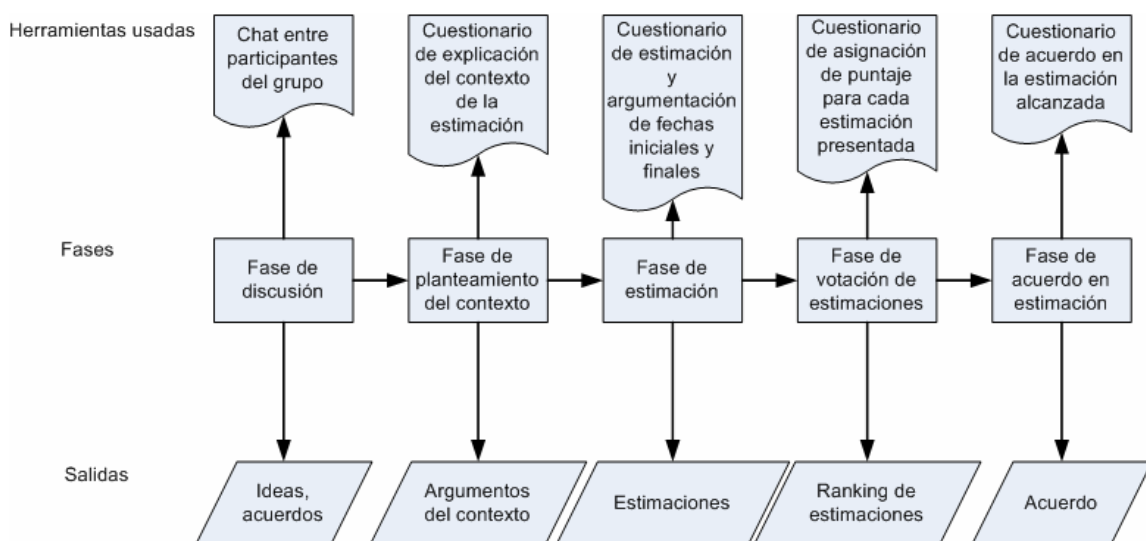 Herramientas usadas
Chat entre
participantes
del grupo
Cuestionario
de explicación
del contexto
de la
estimación
Cuestionario
de estimación
y
argumentación
de fechas
iniciales y
finales
Cuestionario
de asignación
de puntaje
para cada
estimación
presentada
Cuestionario
de acuerdo en
la estimación
alcanzada
Fases
Fase de
discusión
Fase de
planteamiento
del contexto
Fase de
estimación
Fase de
votación de
estimaciones
Fase de
acuerdo en
estimación
Salidas
Ideas,
acuerdos
Argumentos
del contexto
Estimaciones
Ranking de
estimaciones
Acuerdo